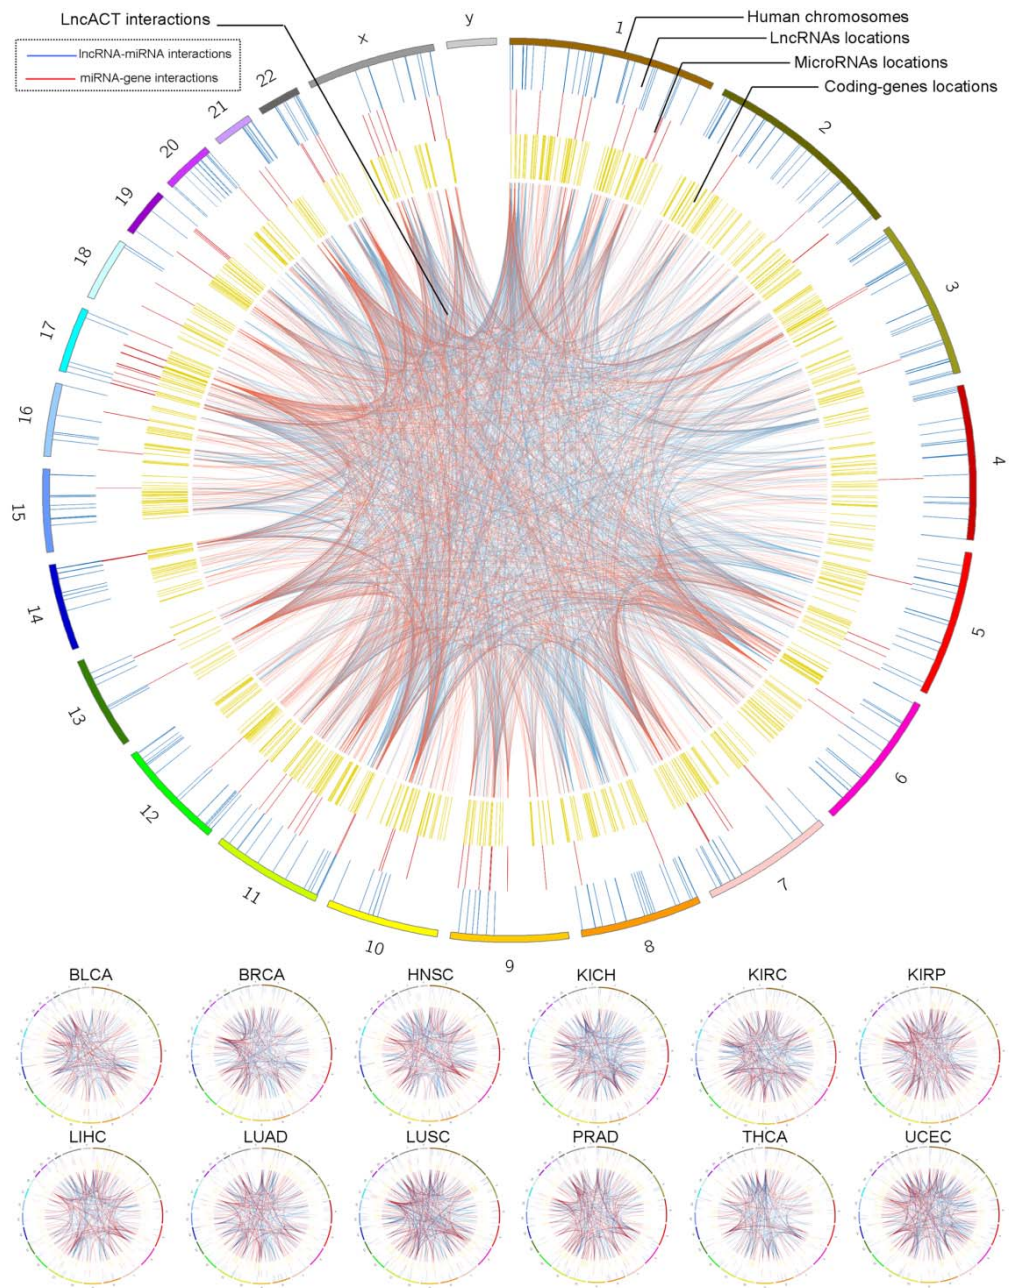 LncACT interactions
lncRNA-miRNA interactions
miRNA-gene interactions
Human chromosomes
LncRNAs locations
MicroRNAs locations
Coding-genes locations
1
2
3
4
5
6
7
8
9
10
11
12
13
14
15
16
17
18
19
20
21
22
x
y
BLCA BRCA HNSC KICH KIRC KIRP
LIHC LUAD LUSC PRAD THCA UCEC